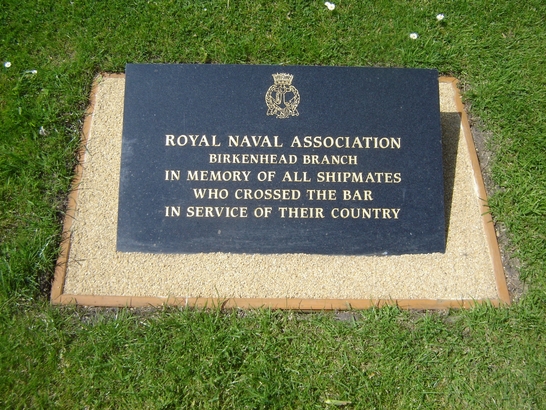 ROYAL NAVAL ASSOCIATION
BIRKENHEAD BRANCH
IN MEMORY OF ALL SHIPMATES
WHO CROSSED THE BAR
IN SERVICE OF THEIR COUNTRY